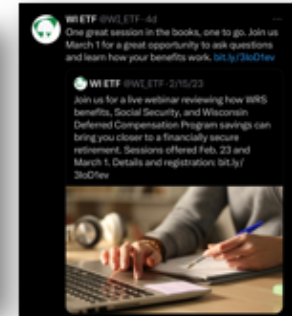 WI ETF @WI_ETF·4d
One great session in the books, one to go. Join us
March 1 for a great opportunity to ask questions
and learn how your benefits work. bit.ly/3IoD1ev
WI ETF @WI_ETF·2/15/23
Join us for a live webinar reviewing how WRS
benefits, Social Security, and Wisconsin
Deferred Compensation Program savings can
bring you closer to a financially secure
retirement. Sessions offered Feb. 23 and
March 1. Details and registration: bit.ly/
3IoD1ev